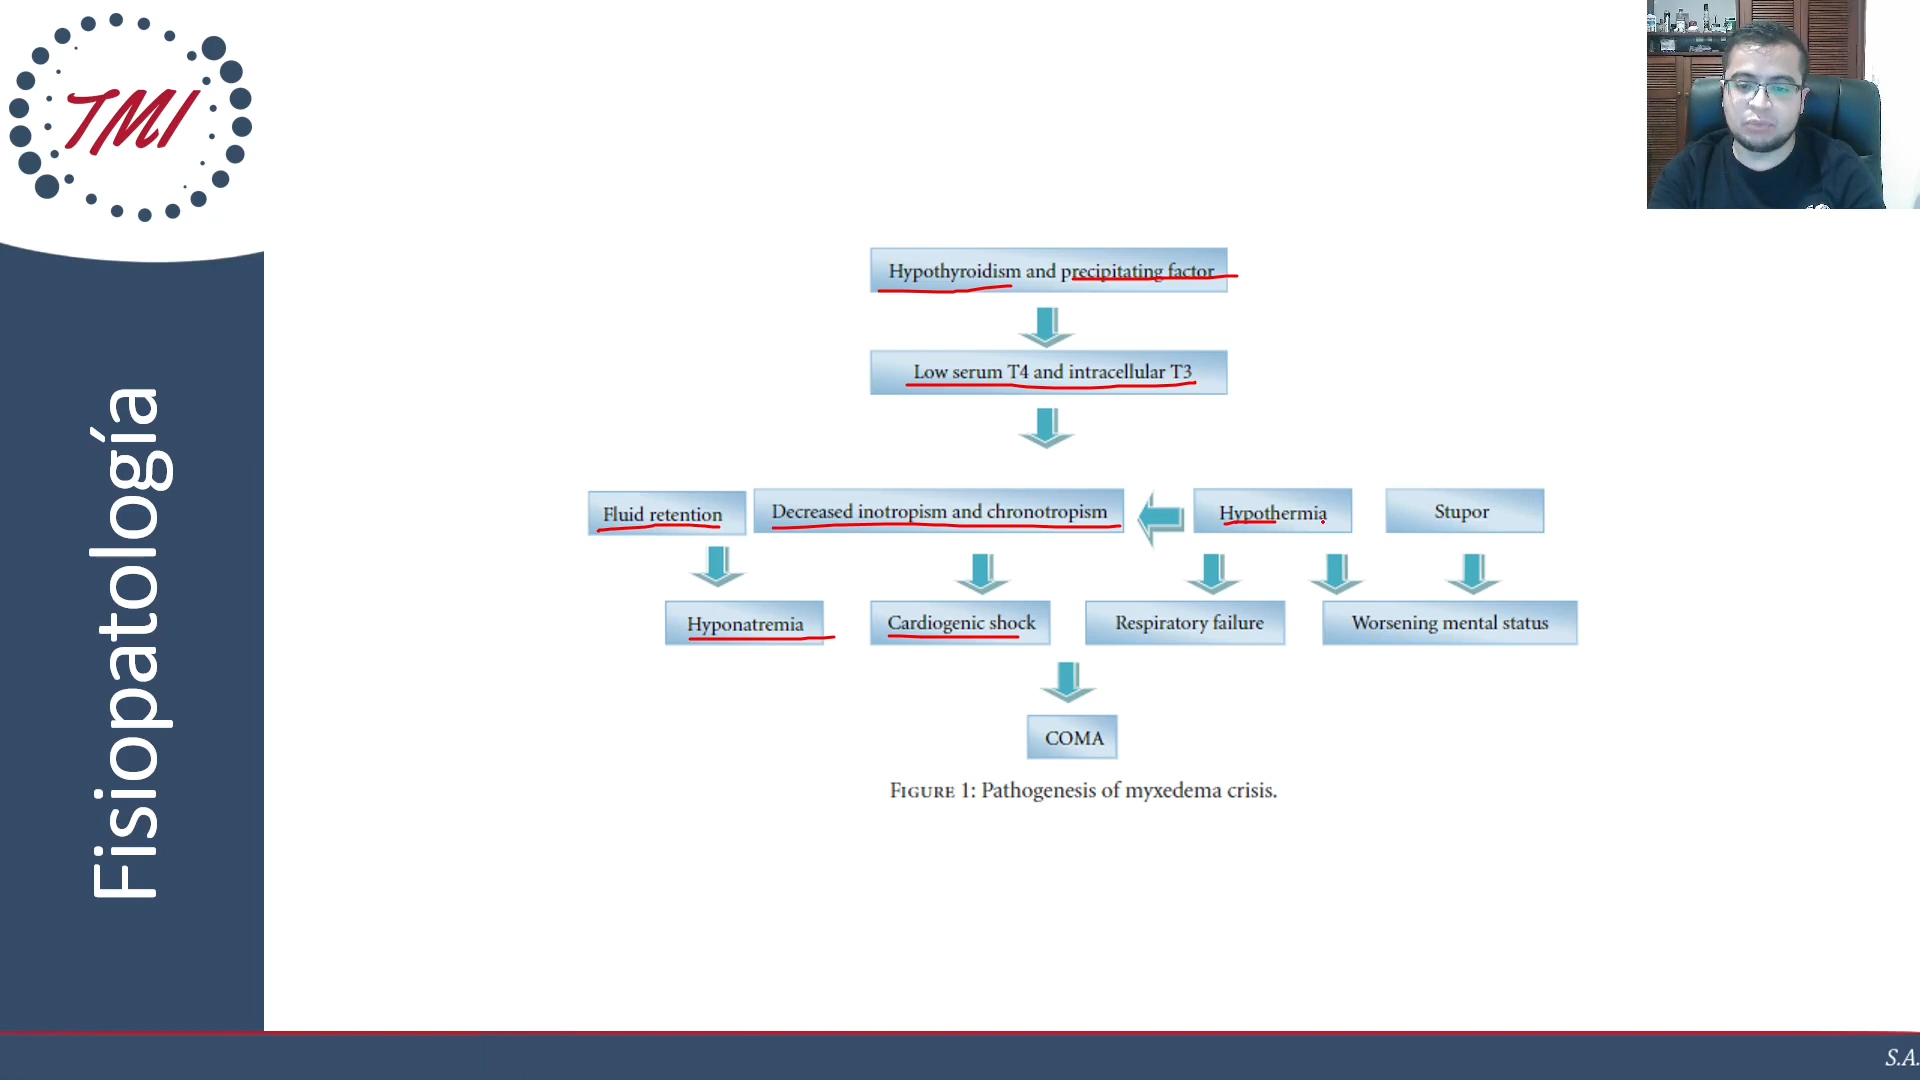 TMI
Fisiopatología
Hypothyroidism and precipitating factor
Low serum T4 and intracellular T3
Fluid retention
Decreased inotropism and chronotropism
Hypothermia
Stupor
Hyponatremia
Cardiogenic shock
Respiratory failure
Worsening mental status
COMA
FIGURE 1: Pathogenesis of myxedema crisis.
S.A.